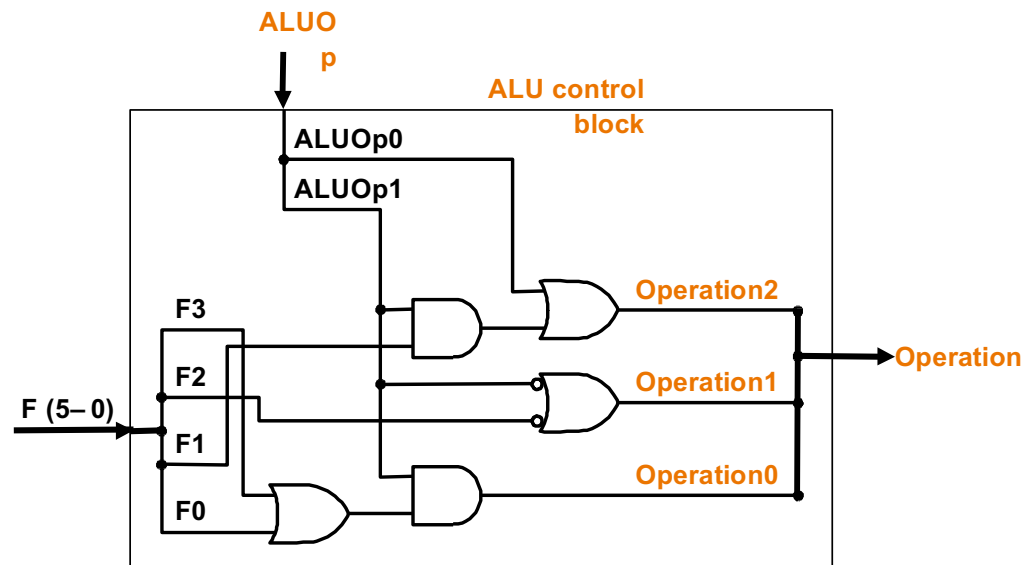 ALUO
p
ALU control
block
ALUOp0
ALUOp1
Operation2
F3
Operation
F2
Operation1
F (5– 0)
F1
Operation0
F0